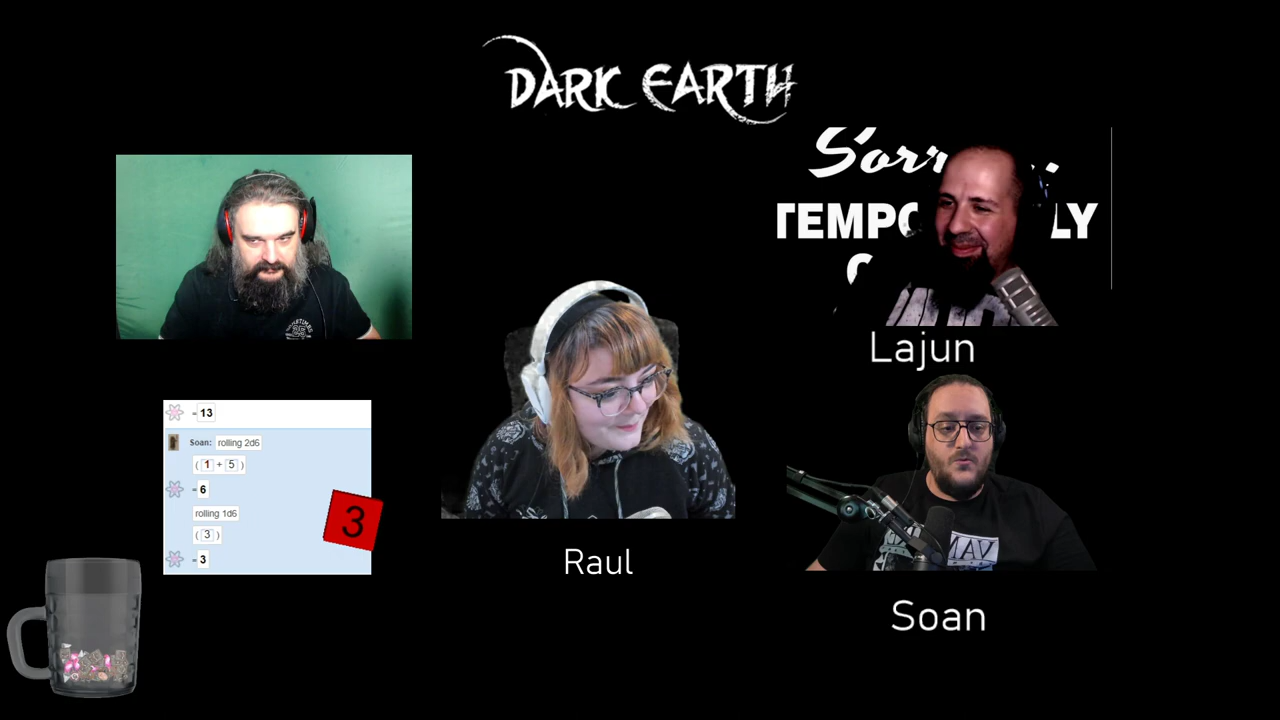 DARK EARTH
Sorr
TEMPO LY
Lajun
= 13
Soan: rolling 2d6
( 1 + 5 )
= 6
rolling 1d6
( 3 )
= 3
3
Raul
Soan